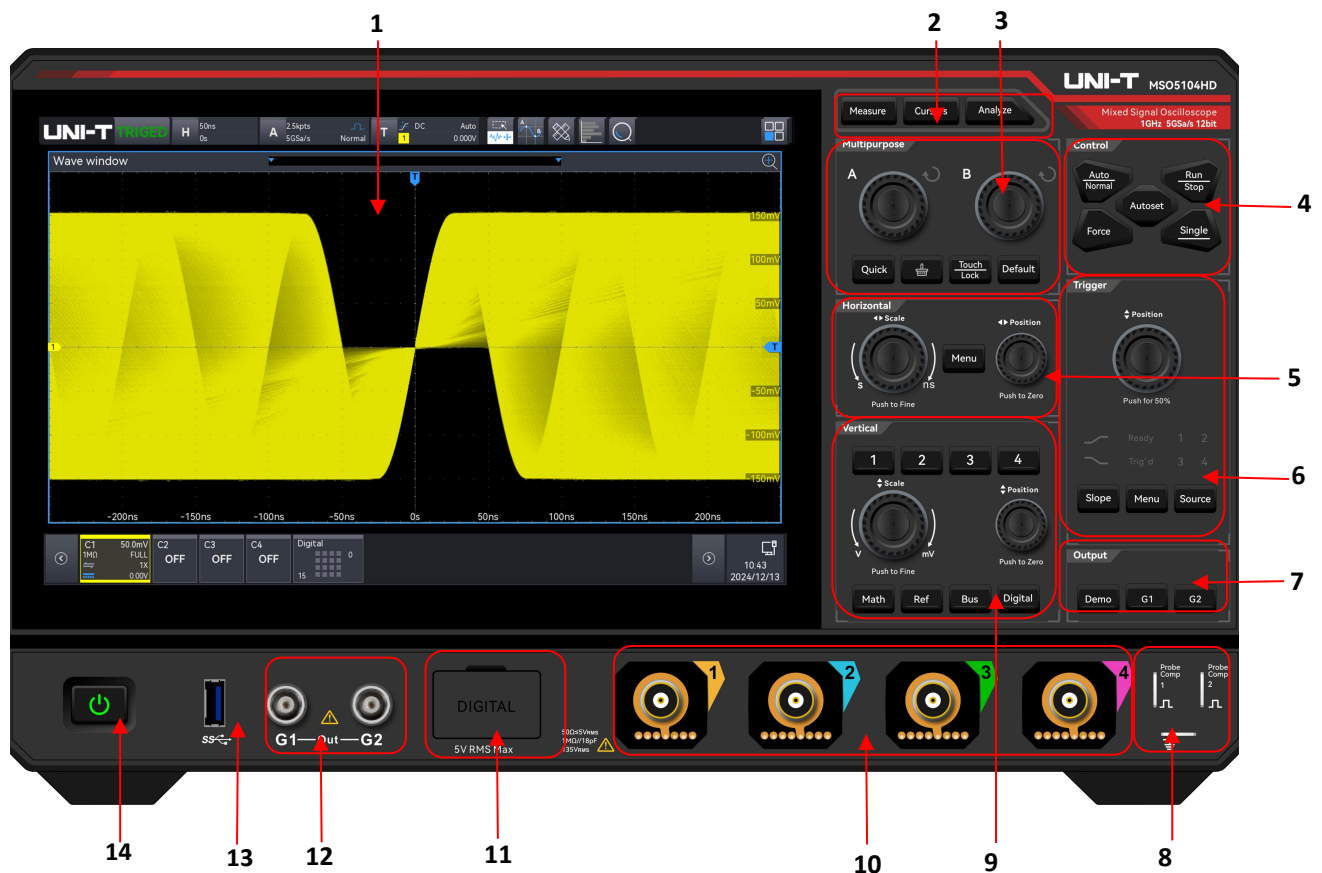 1
2
3
UNI-T MSO5104HD
Mixed Signal Oscilloscope
1GHz 5GSa/s 12bit
Measure Cursors Analyze
UNI-T TRIGED H 50ns 0s A 2.5kpts 5GSa/s Normal T 1 DC Auto 0.000V
Wave window
T
150mV
100mV
50mV
1
T
-50mV
-100mV
-150mV
-200ns -150ns -100ns -50ns 0s 50ns 100ns 150ns 200ns
C1 50.0mV
1MΩ FULL
1X
0.00V
C2
OFF
C3
OFF
C4
OFF
Digital
0
15
10:43
2024/12/13
Multipurpose
A B
Quick Touch Lock Default
Control
Auto Normal
Run Stop
Autoset
Force Single
4
Horizontal
Scale
Position
Menu
s ns
Push to Fine Push to Zero
5
Trigger
Position
Push for 50%
Ready 1 2
Trig'd 3 4
Slope Menu Source
6
Vertical
1 2 3 4
Scale
Position
V mV
Push to Fine Push to Zero
Math Ref Bus Digital
Output
Demo G1 G2
7
SS
G1 Out G2
DIGITAL
5V RMS Max
50Ω≤5VRMS
1MΩ//18pF
135VRMS
1
2
3
4
Probe Comp 1
Probe Comp 2
14
13
12
11
10
9
8